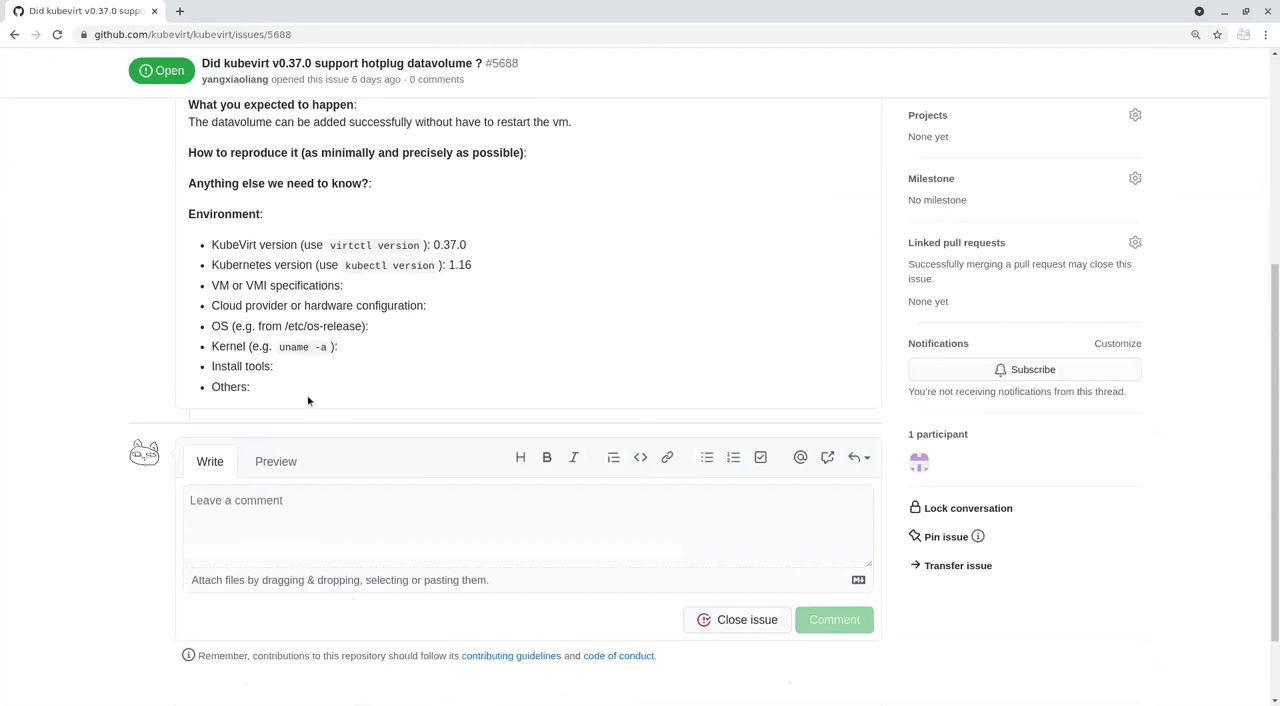 Did kubevirt v0.37.0 suppo
github.com/kubevirt/kubevirt/issues/5688
Open
Did kubevirt v0.37.0 support hotplug datavolume ? #5688
yangxiaoliang opened this issue 6 days ago · 0 comments
What you expected to happen:
The datavolume can be added successfully without have to restart the vm.
How to reproduce it (as minimally and precisely as possible):
Anything else we need to know?:
Environment:
• KubeVirt version (use virtctl version ): 0.37.0
• Kubernetes version (use kubectl version ): 1.16
• VM or VMI specifications:
• Cloud provider or hardware configuration:
• OS (e.g. from /etc/os-release):
• Kernel (e.g. uname -a ):
• Install tools:
• Others:
Write
Preview
Leave a comment
Attach files by dragging & dropping, selecting or pasting them.
Close issue
Comment
Remember, contributions to this repository should follow its contributing guidelines and code of conduct.
Projects
None yet
Milestone
No milestone
Linked pull requests
Successfully merging a pull request may close this
issue.
None yet
Notifications
Customize
Subscribe
You're not receiving notifications from this thread.
1 participant
Lock conversation
Pin issue
Transfer issue